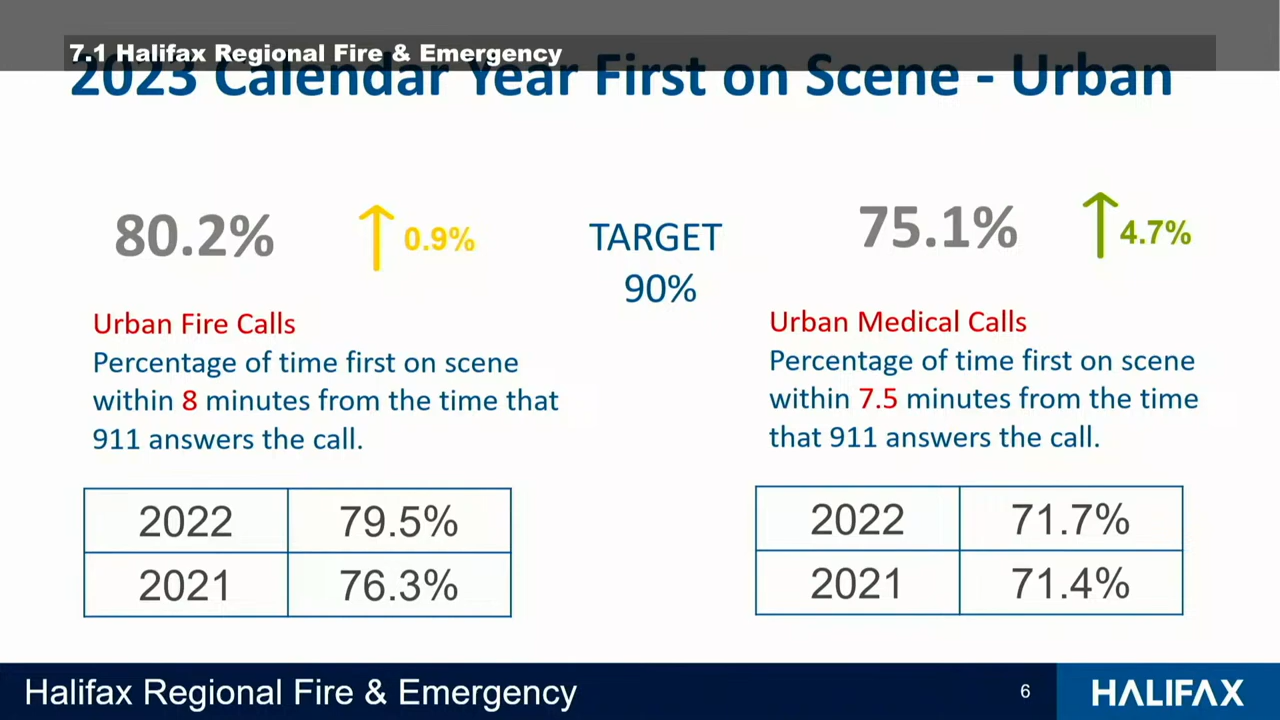 7.1 Halifax Regional Fire & Emergency
2023 Calendar Year First on Scene - Urban
80.2%
0.9%
Urban Fire Calls
Percentage of time first on scene
within 8 minutes from the time that
911 answers the call.
2022 79.5%
2021 76.3%
TARGET
90%
75.1%
4.7%
Urban Medical Calls
Percentage of time first on scene
within 7.5 minutes from the time
that 911 answers the call.
2022 71.7%
2021 71.4%
Halifax Regional Fire & Emergency
6
HALIFAX